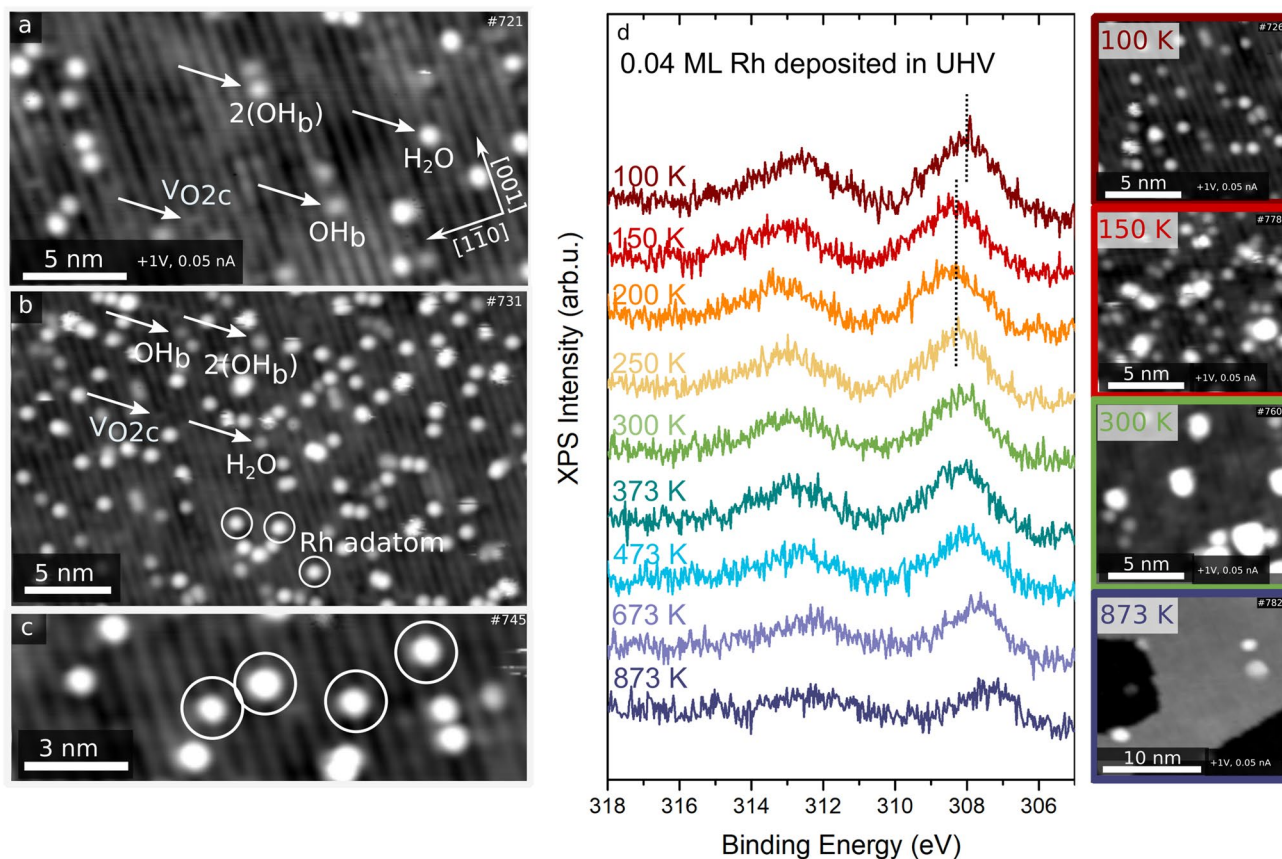 a
#721
2(OHb)
H2O
VO2c
OHb
[001]
[11̅0]
5 nm
+1V, 0.05 nA
b
#731
OHb
2(OHb)
VO2c
H2O
Rh adatom
5 nm
c
#745
3 nm
d
0.04 ML Rh deposited in UHV
100 K
150 K
200 K
250 K
300 K
373 K
473 K
673 K
873 K
XPS Intensity (arb.u.)
318
316
314
312
310
308
306
Binding Energy (eV)
100 K
#726
5 nm
+1V, 0.05 nA
150 K
#778
5 nm
+1V, 0.05 nA
300 K
#760
5 nm
+1V, 0.05 nA
873 K
#782
10 nm
+1V, 0.05 nA